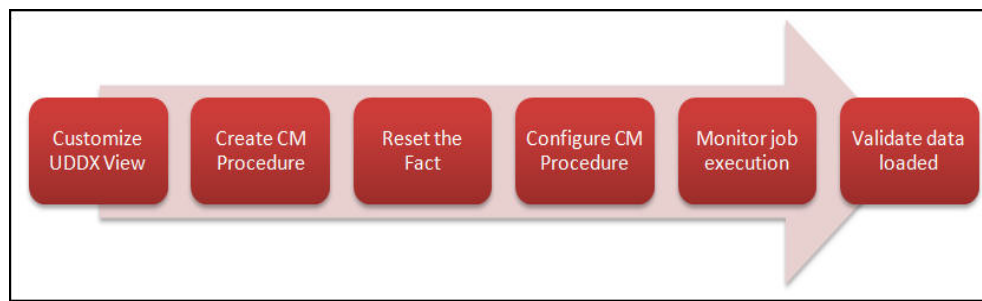 Customize
UDDX View
Create CM
Procedure
Reset the
Fact
Configure CM
Procedure
Monitor job
execution
Validate data
loaded